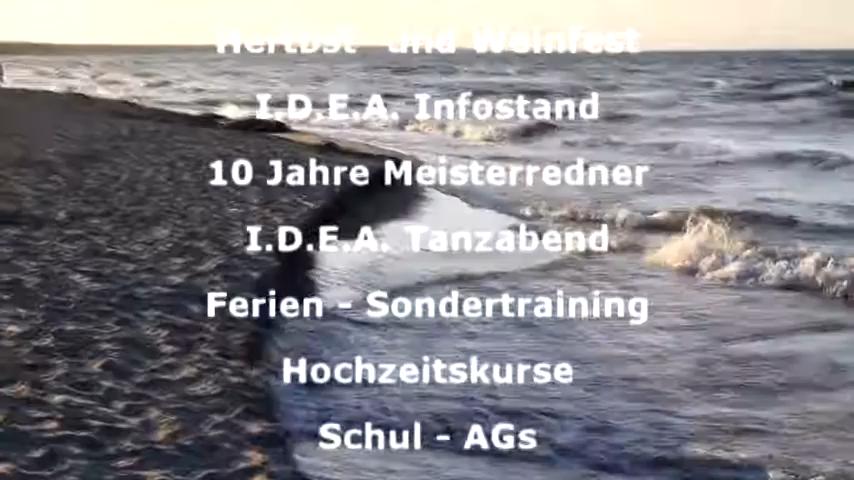 Herbst- und Weinfest
I.D.E.A. Infostand
10 Jahre Meisterredner
I.D.E.A. Tanzabend
Ferien - Sondertraining
Hochzeitskurse
Schul - AGs